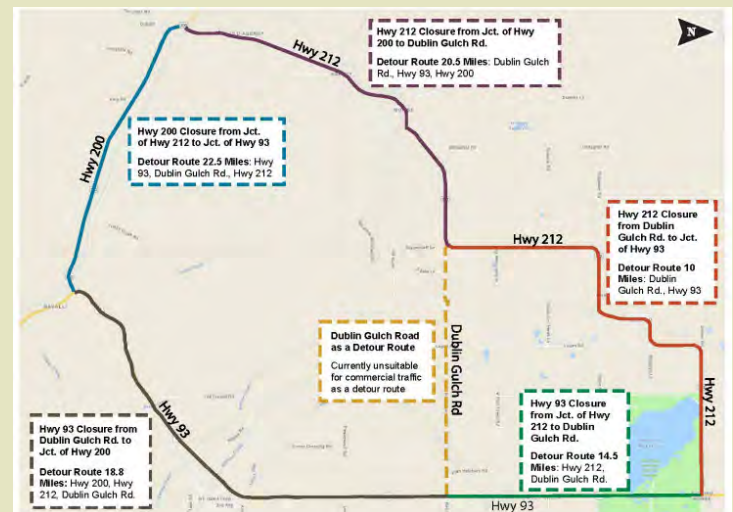 Hwy 212
Hwy 212 Closure from Jct. of Hwy
200 to Dublin Gulch Rd.
Detour Route 20.5 Miles: Dublin Gulch
Rd., Hwy 93, Hwy 200
N
Hwy 200
Hwy 200 Closure from Jct.
of Hwy 212 to Jct. of Hwy 93
Detour Route 22.5 Miles: Hwy
93, Dublin Gulch Rd., Hwy 212
Hwy 212
Hwy 212 Closure
from Dublin
Gulch Rd. to Jct.
of Hwy 93
Detour Route 10
Miles: Dublin
Gulch Rd., Hwy 93
RAVALLI
Dublin Gulch Road
as a Detour Route
Currently unsuitable
for commercial traffic
as a detour route
Dublin Gulch Rd
Hwy 212
Hwy 93 Closure
from Jct. of Hwy
212 to Dublin
Gulch Rd.
Detour Route 14.5
Miles: Hwy 212,
Dublin Gulch Rd.
Hwy 93 Closure from
Dublin Gulch Rd. to
Jct. of Hwy 200
Detour Route 18.8
Miles: Hwy 200, Hwy
212, Dublin Gulch Rd.
Hwy 93
Hwy 93